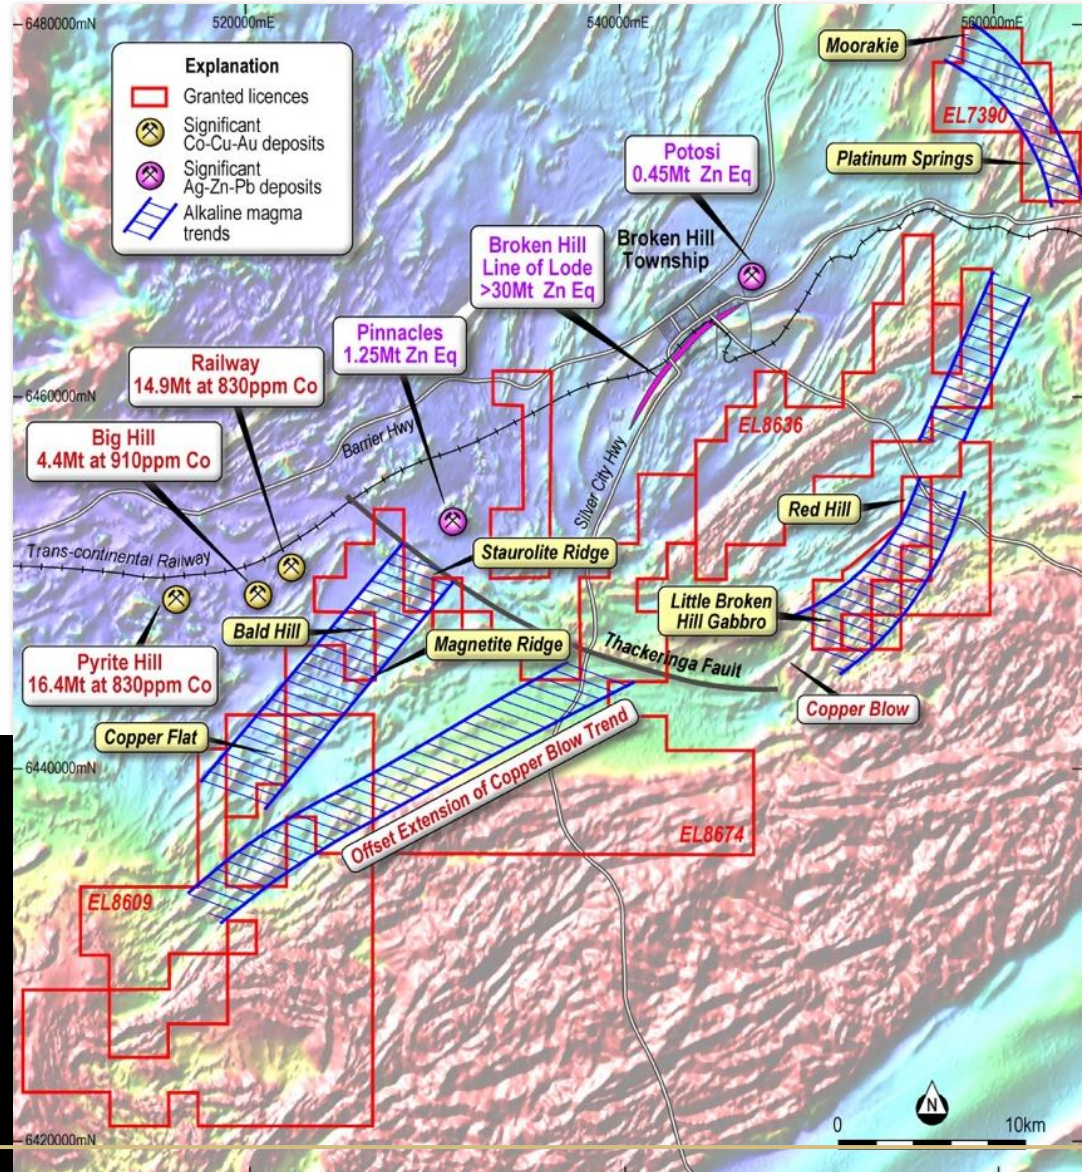 6480000mN
520000mE
540000mE
560000mE
Explanation
Granted licences
Significant
Co-Cu-Au deposits
Significant
Ag-Zn-Pb deposits
Alkaline magma
trends
Moorakie
EL7390
Platinum Springs
Potosi
0.45Mt Zn Eq
Broken Hill
Township
Broken Hill
Line of Lode
>30Mt Zn Eq
Pinnacles
1.25Mt Zn Eq
Railway
14.9Mt at 830ppm Co
6460000mN
Barrier Hwy
EL8636
Big Hill
4.4Mt at 910ppm Co
Silver City Hwy
Red Hill
Trans-continental Railway
Staurolite Ridge
Little Broken
Hill Gabbro
Bald Hill
Magnetite Ridge
Thackeringa Fault
Pyrite Hill
16.4Mt at 830ppm Co
Copper Blow
Copper Flat
Offset Extension of Copper Blow Trend
6440000mN
EL8674
EL8609
N
0
10km
6420000mN